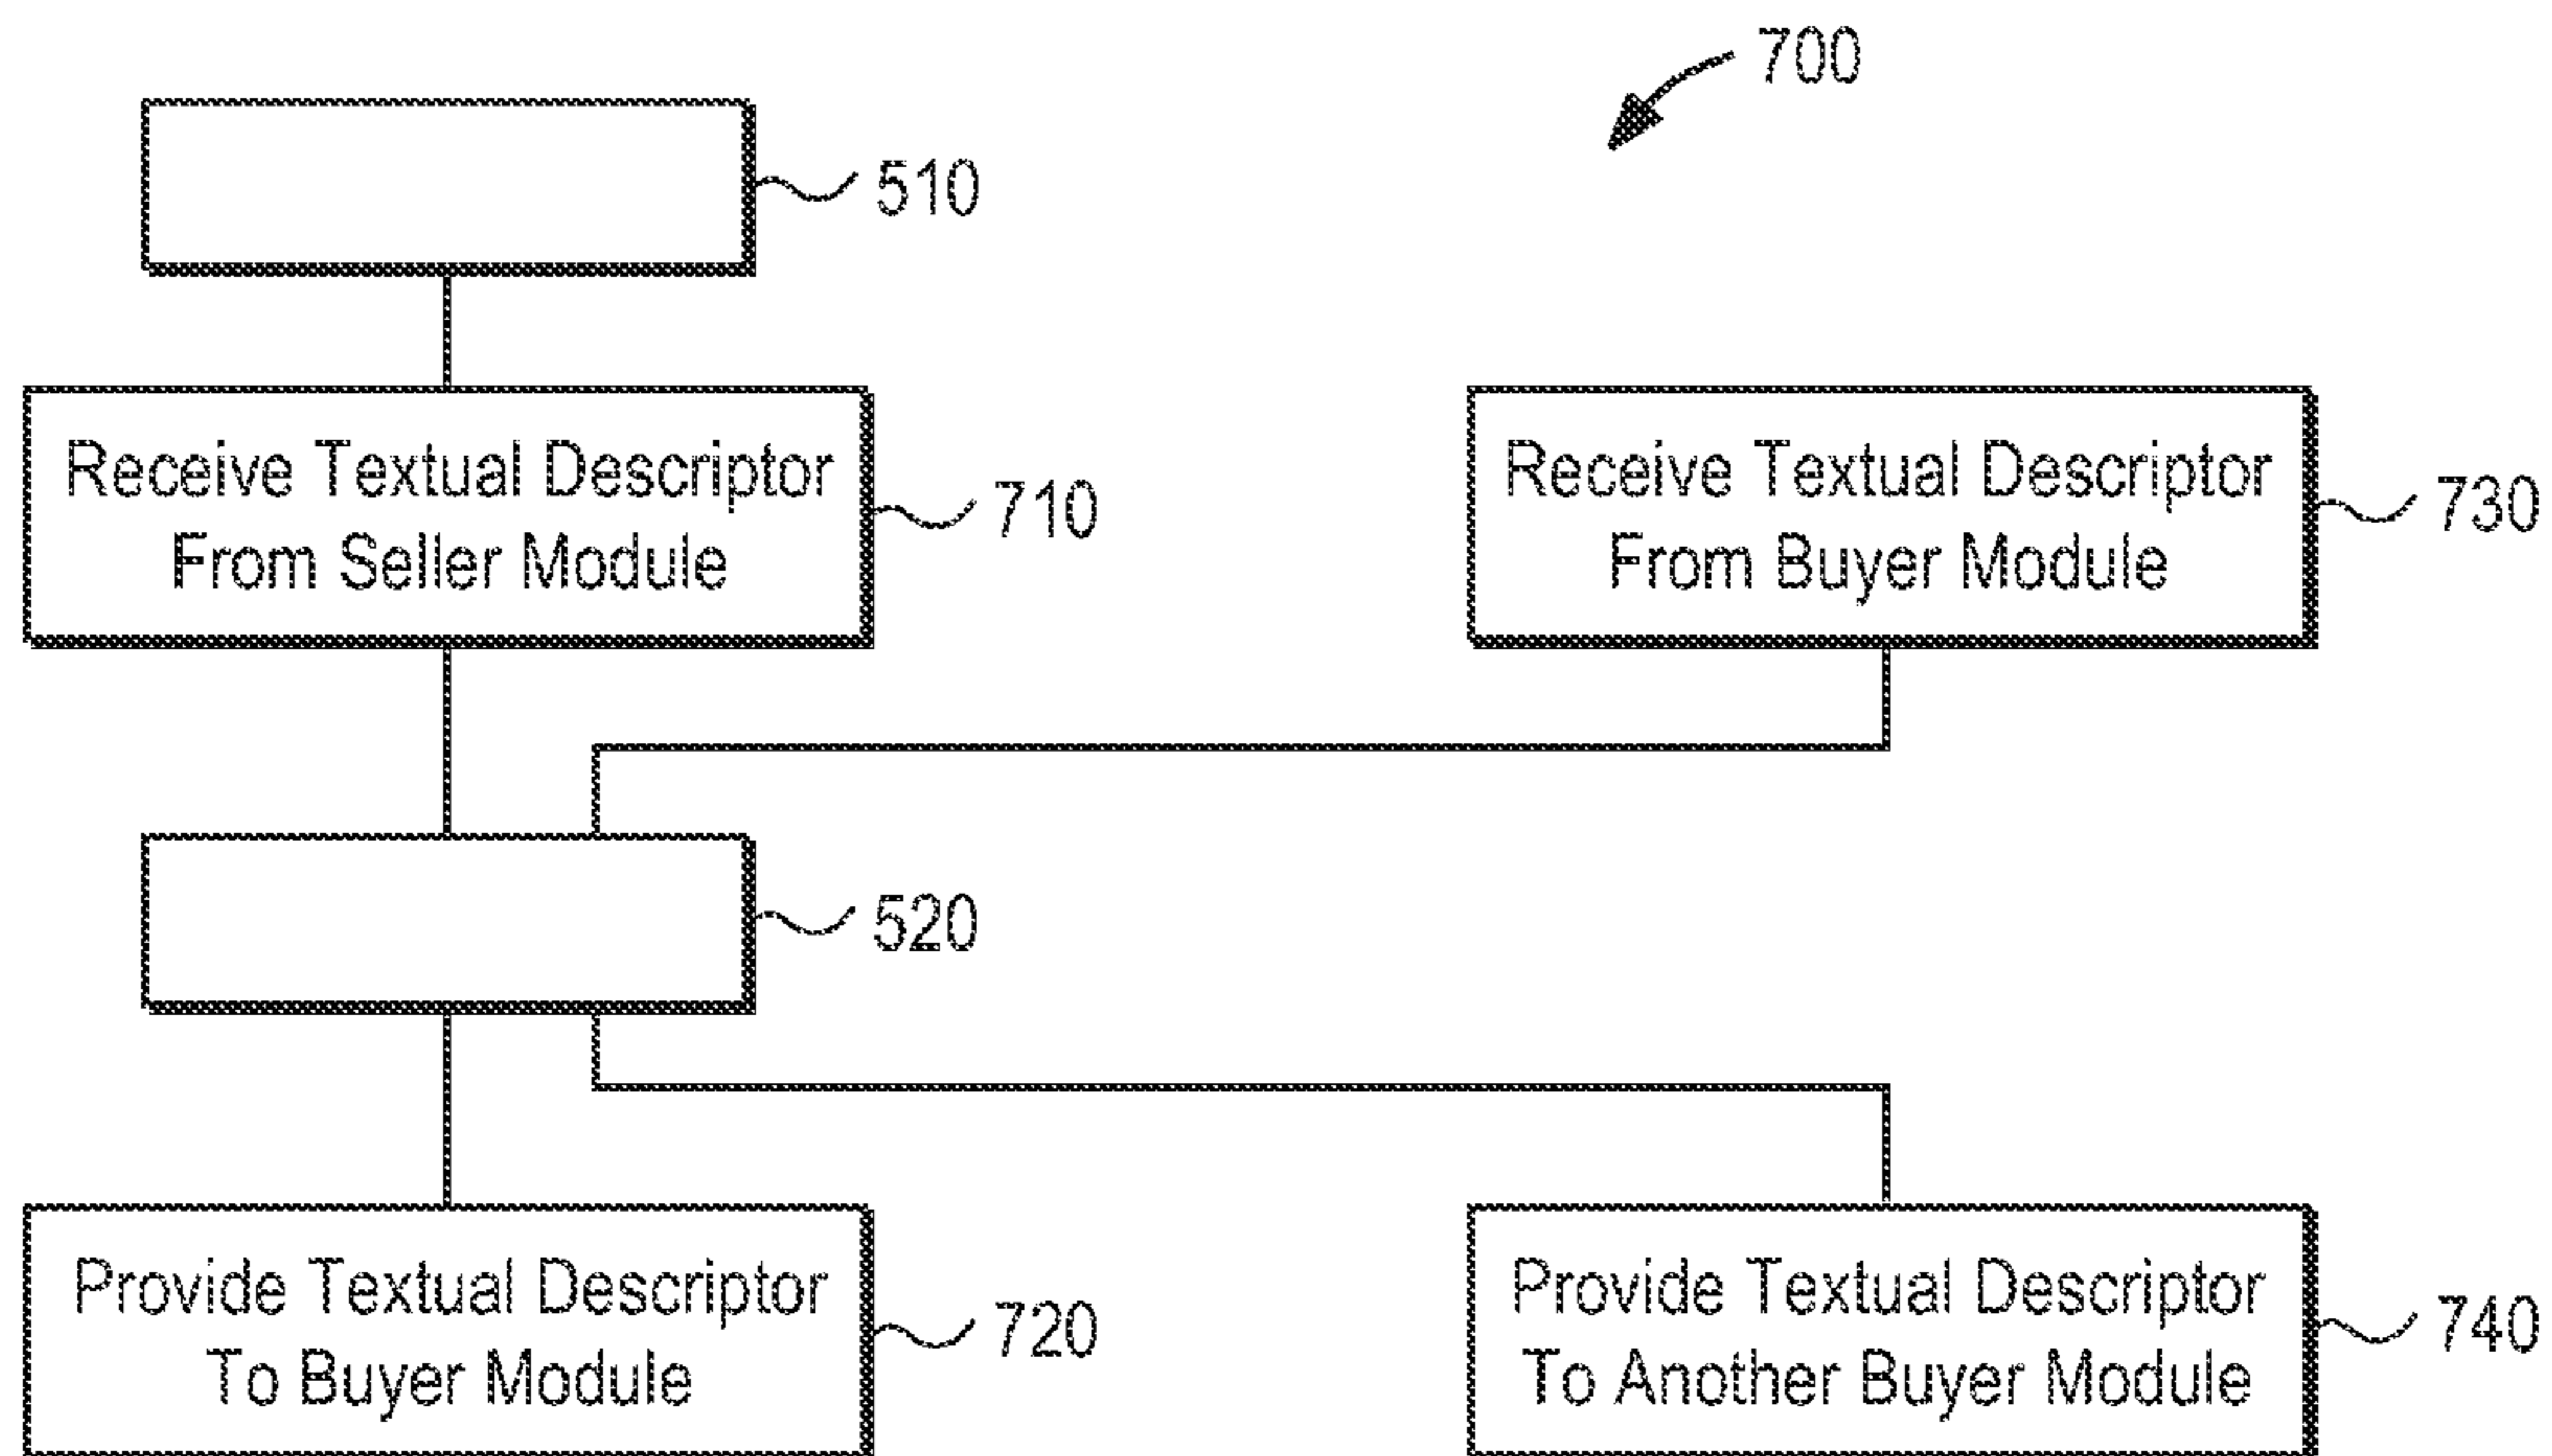 700
510
Receive Textual Descriptor
From Seller Module
710
Receive Textual Descriptor
From Buyer Module
730
520
Provide Textual Descriptor
To Buyer Module
720
Provide Textual Descriptor
To Another Buyer Module
740